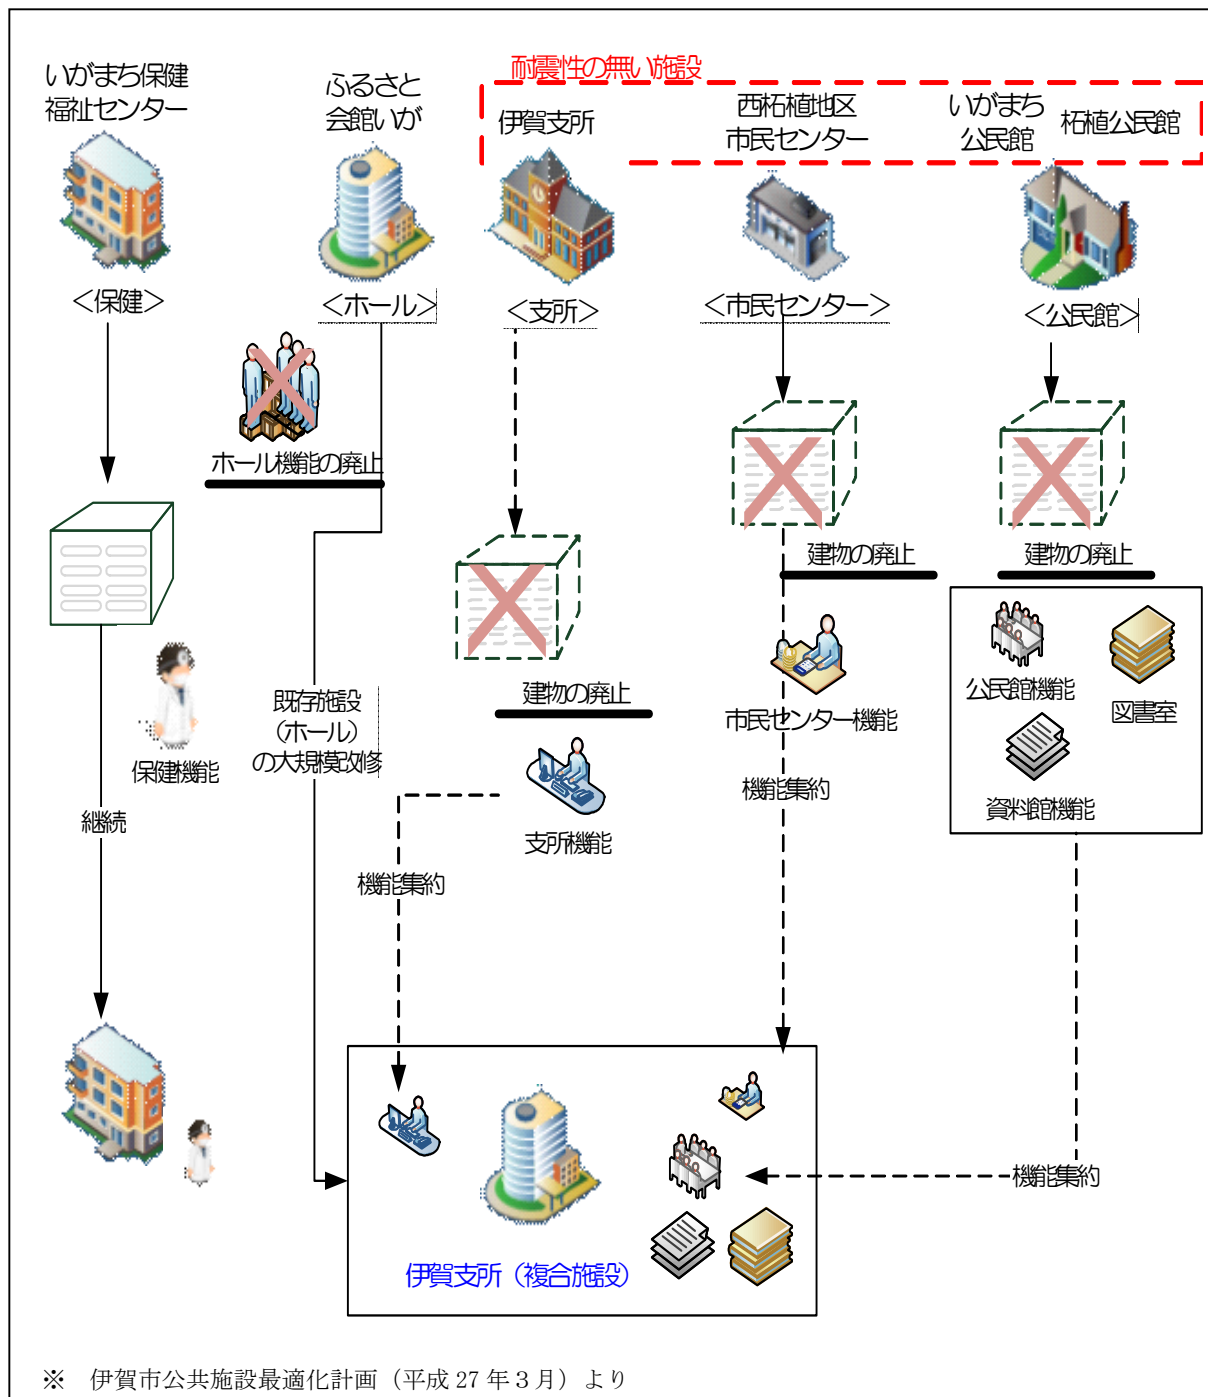 耐震性の無い施設
いがまち保健
福祉センター
ふるさと
会館いが
伊賀支所
西柘植地区
市民センター
いがまち
公民館
柘植公民館
＜保健＞
＜ホール＞
＜支所＞
＜市民センター＞
＜公民館＞
ホール機能の廃止
建物の廃止
建物の廃止
建物の廃止
公民館機能
図書室
資料館機能
市民センター機能
既存施設
（ホール）
の大規模改修
保健機能
支所機能
継続
機能集約
機能集約
機能集約
伊賀支所（複合施設）
※　伊賀市公共施設最適化計画（平成 27 年３月）より